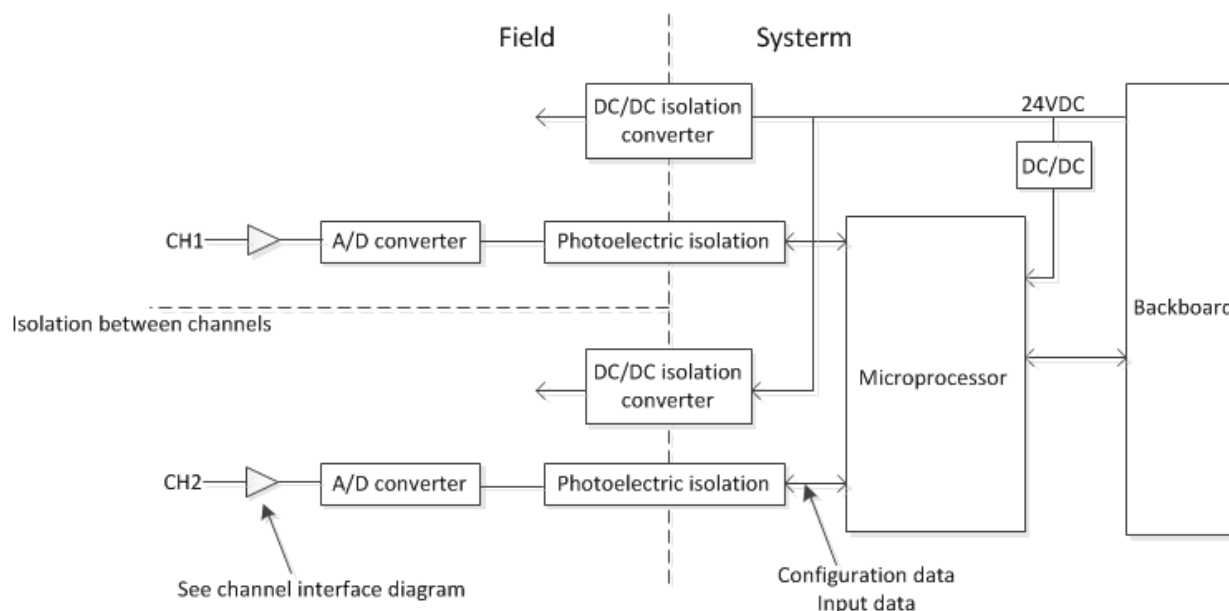 Field
Systerm
DC/DC isolation
converter
24VDC
DC/DC
CH1
A/D converter
Photoelectric isolation
Isolation between channels
Backboard
Microprocessor
DC/DC isolation
converter
CH2
A/D converter
Photoelectric isolation
See channel interface diagram
Configuration data
Input data